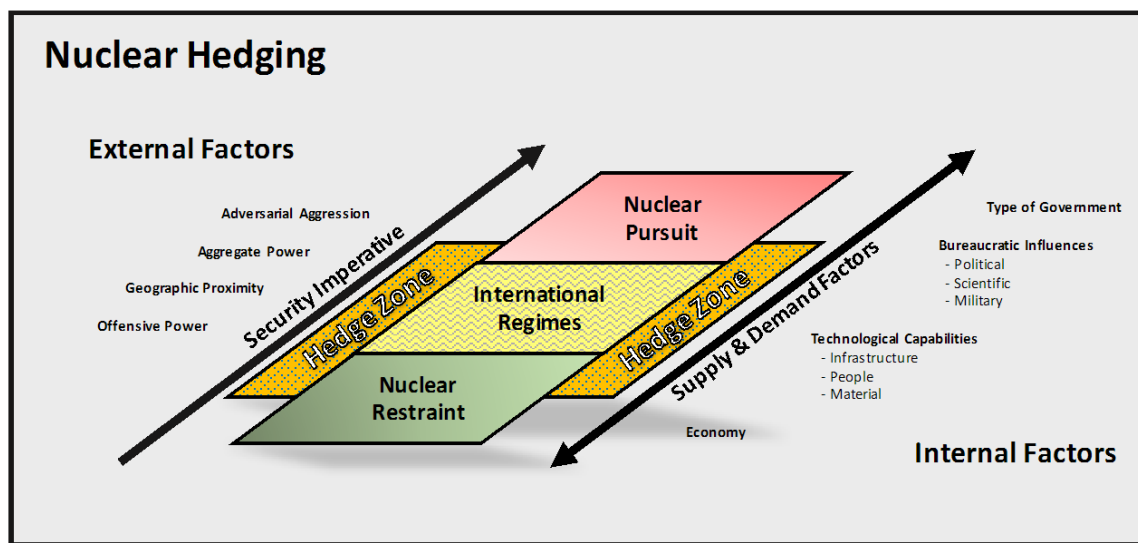 Nuclear Hedging
External Factors
Adversarial Aggression
Aggregate Power
Geographic Proximity
Offensive Power
Security Imperative
Hedge Zone
Nuclear
Pursuit
International
Regimes
Nuclear
Restraint
Hedge Zone
Supply & Demand Factors
Type of Government
Bureaucratic Influences
- Political
- Scientific
- Military
Technological Capabilities
- Infrastructure
- People
- Material
Economy
Internal Factors